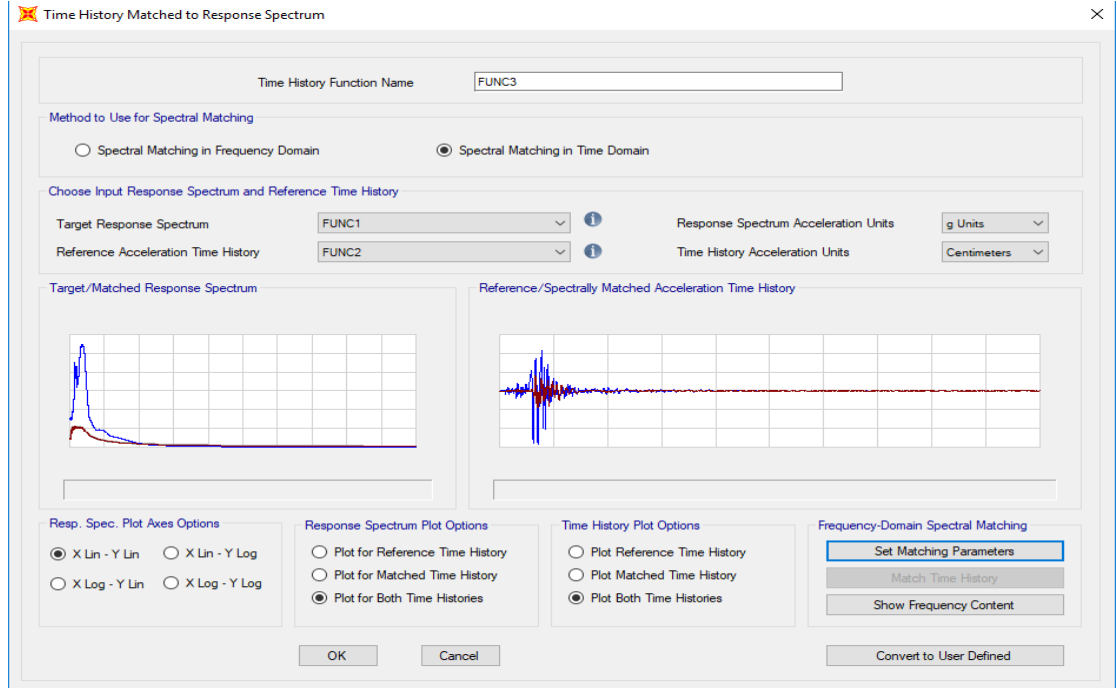 Time History Matched to Response Spectrum
Time History Function Name FUNC3
Method to Use for Spectral Matching
Spectral Matching in Frequency Domain Spectral Matching in Time Domain
Choose Input Response Spectrum and Reference Time History
Target Response Spectrum FUNC1 Response Spectrum Acceleration Units g Units
Reference Acceleration Time History FUNC2 Time History Acceleration Units Centimeters
Target/Matched Response Spectrum Reference/Spectrally Matched Acceleration Time History
Resp. Spec. Plot Axes Options
X Lin - Y Lin X Lin - Y Log
X Log - Y Lin X Log - Y Log
Response Spectrum Plot Options
Plot for Reference Time History
Plot for Matched Time History
Plot for Both Time Histories
Time History Plot Options
Plot Reference Time History
Plot Matched Time History
Plot Both Time Histories
Frequency-Domain Spectral Matching
Set Matching Parameters
Match Time History
Show Frequency Content
OK Cancel Convert to User Defined